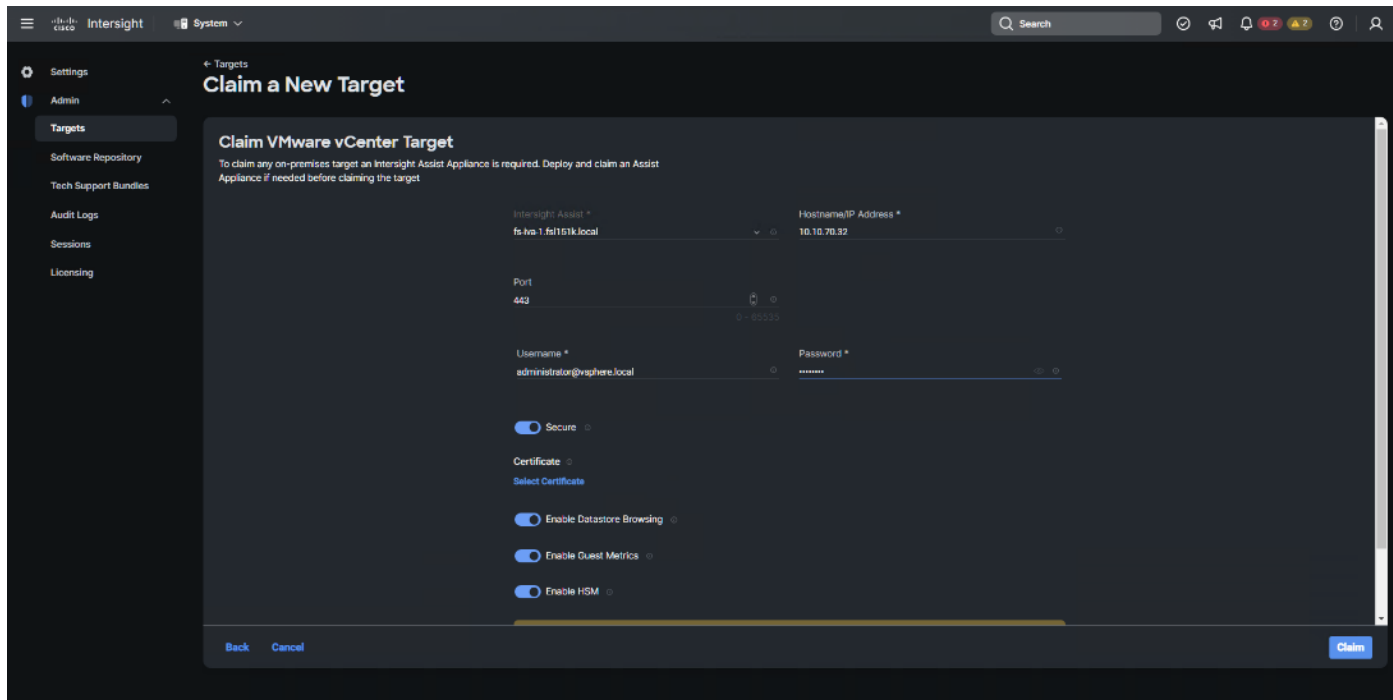 CISCO Intersight System
Search
0 2
2
Settings
Admin
Targets
Software Repository
Tech Support Bundles
Audit Logs
Sessions
Licensing
← Targets
Claim a New Target
Claim VMware vCenter Target
To claim any on-premises target an Intersight Assist Appliance is required. Deploy and claim an Assist
Appliance if needed before claiming the target
Intersight Assist *
fs-iva-1.fsl151k.local
Hostname/IP Address *
10.10.70.32
Port
443
0 - 65535
Username *
administrator@vsphere.local
Password *
••••••••
Secure
Certificate
Select Certificate
Enable Datastore Browsing
Enable Guest Metrics
Enable HSM
Back
Cancel
Claim